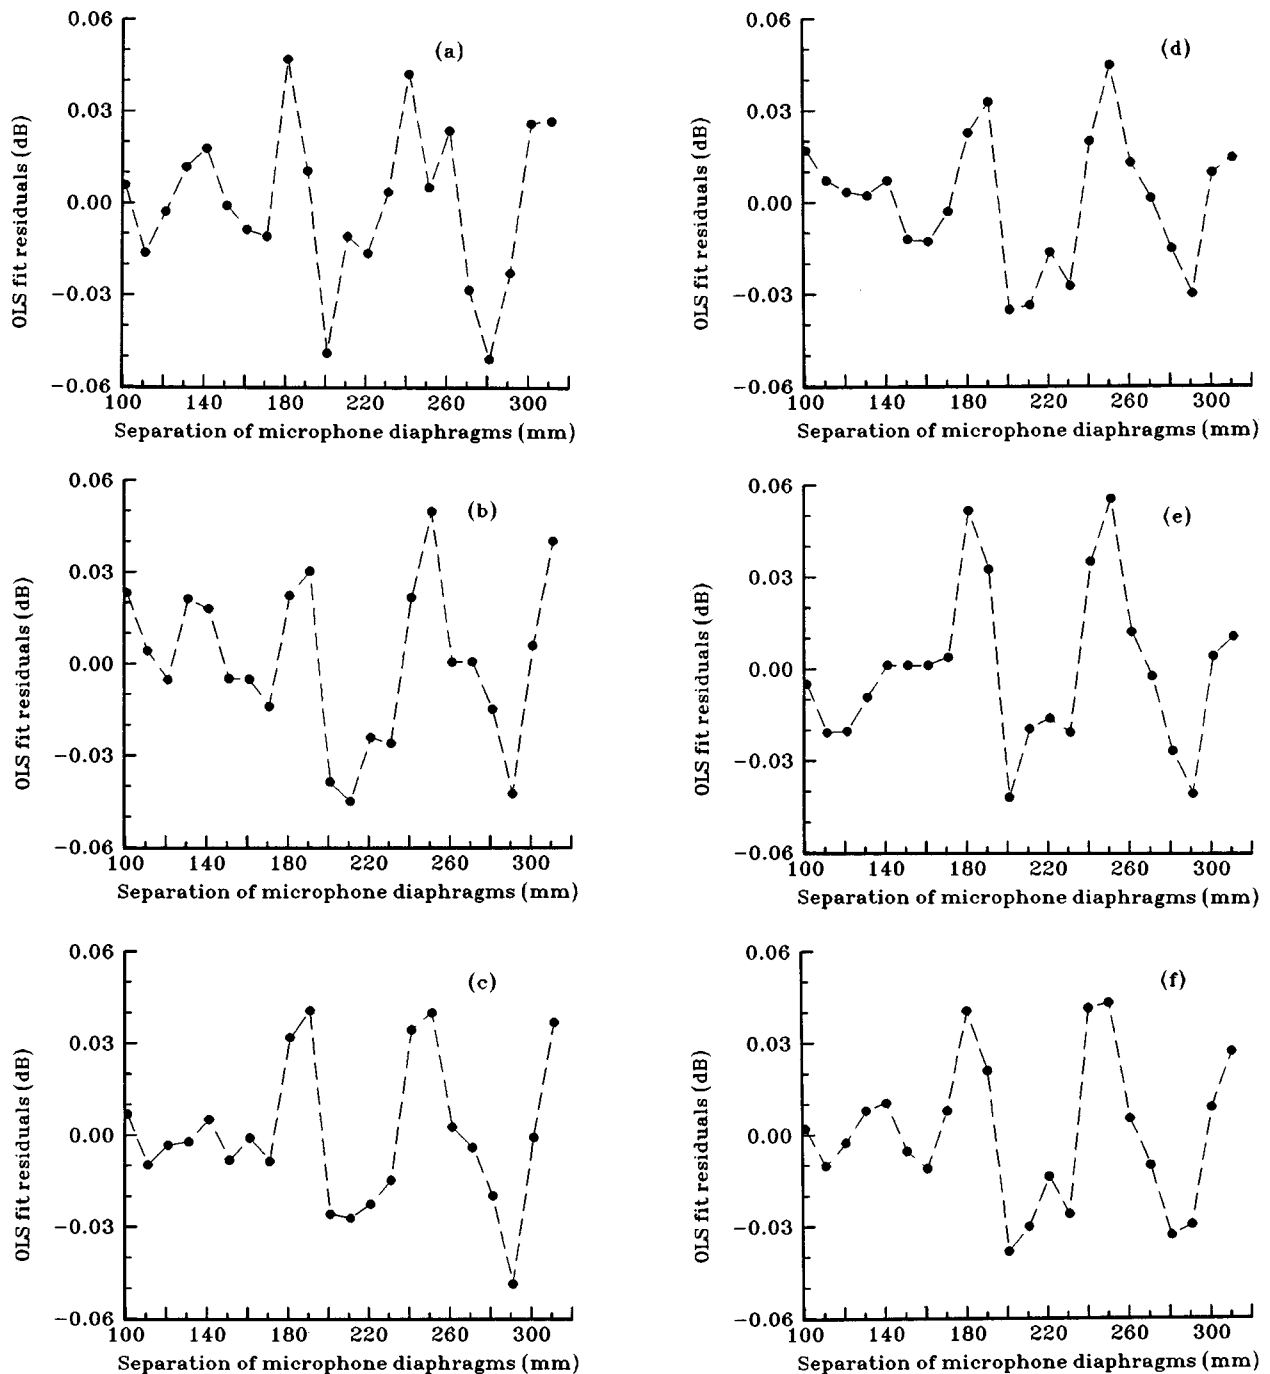 (a)
OLS fit residuals (dB)
0.06
0.03
0.00
−0.03
−0.06
100 140 180 220 260 300
Separation of microphone diaphragms (mm)
(d)
OLS fit residuals (dB)
0.06
0.03
0.00
−0.03
−0.06
100 140 180 220 260 300
Separation of microphone diaphragms (mm)
(b)
OLS fit residuals (dB)
0.06
0.03
0.00
−0.03
−0.06
100 140 180 220 260 300
Separation of microphone diaphragms (mm)
(e)
OLS fit residuals (dB)
0.06
0.03
0.00
−0.03
−0.06
100 140 180 220 260 300
Separation of microphone diaphragms (mm)
(c)
OLS fit residuals (dB)
0.06
0.03
0.00
−0.03
−0.06
100 140 180 220 260 300
Separation of microphone diaphragms (mm)
(f)
OLS fit residuals (dB)
0.06
0.03
0.00
−0.03
−0.06
100 140 180 220 260 300
Separation of microphone diaphragms (mm)